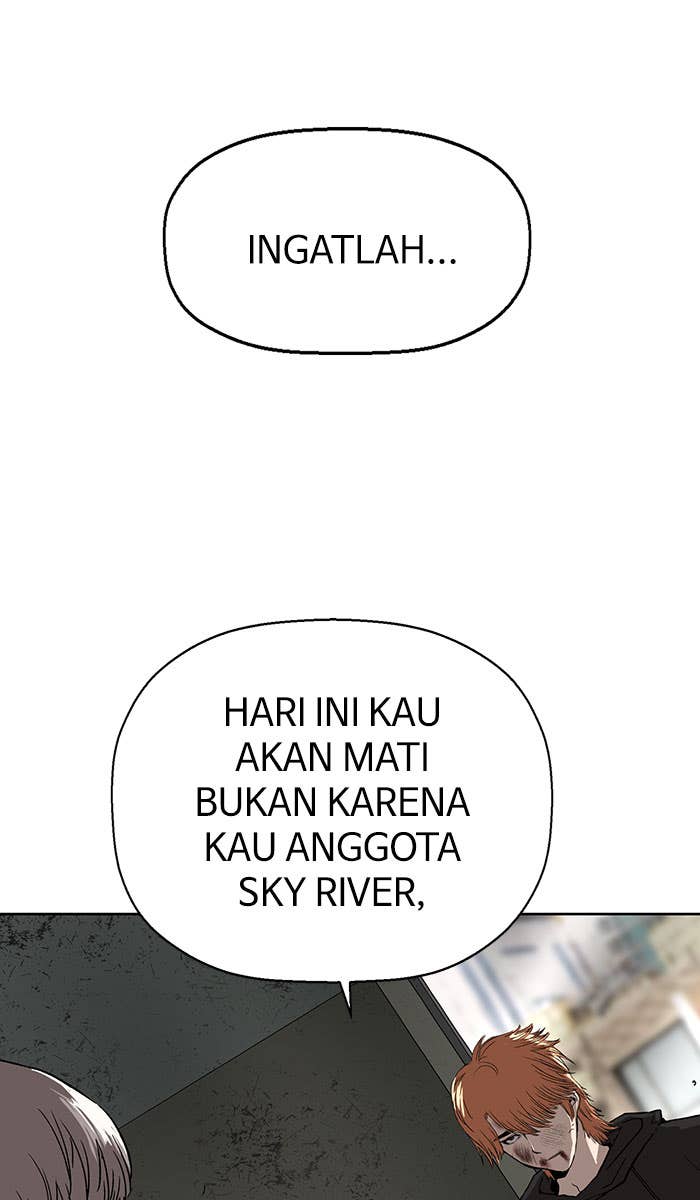 INGATLAH...
HARI INI KAU
AKAN MATI
BUKAN KARENA
KAU ANGGOTA
SKY RIVER,